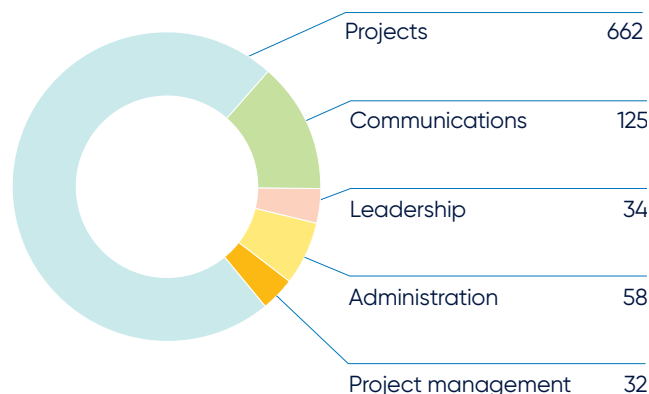 Projects 662
Communications 125
Leadership 34
Administration 58
Project management 32